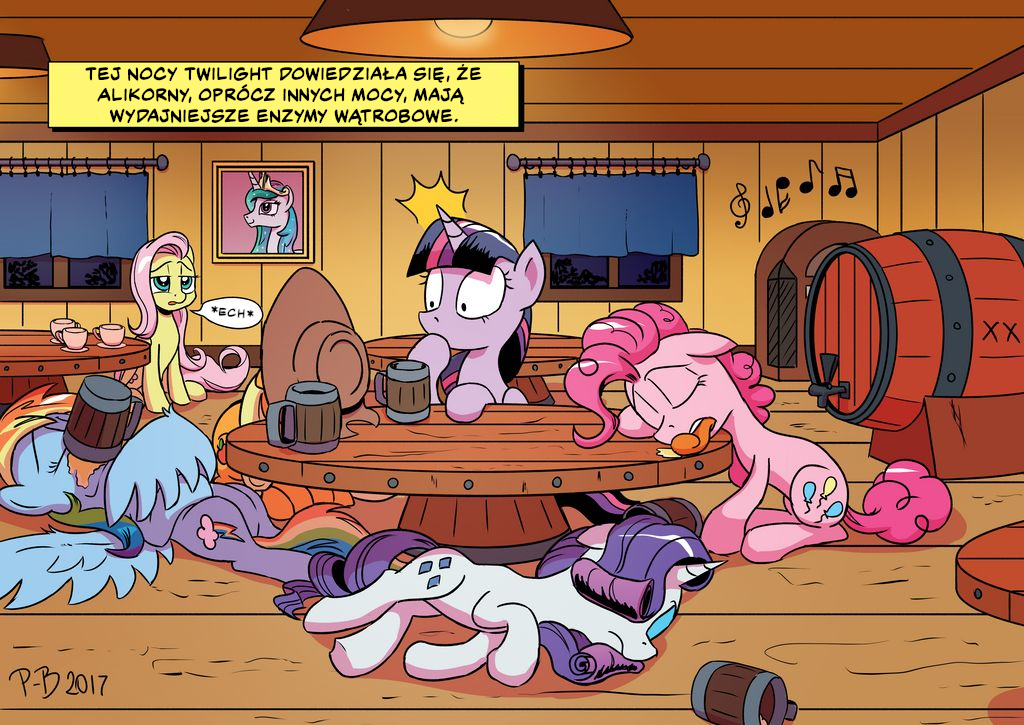 TEJ NOCY TWILIGHT DOWIEDZIAŁA SIĘ, ŻE
ALIKORNY, OPRÓCZ INNYCH MOCY, MAJĄ
WYDAJNIEJSZE ENZYMY WĄTROBOWE.
*ECH*
XX
P-B 2017